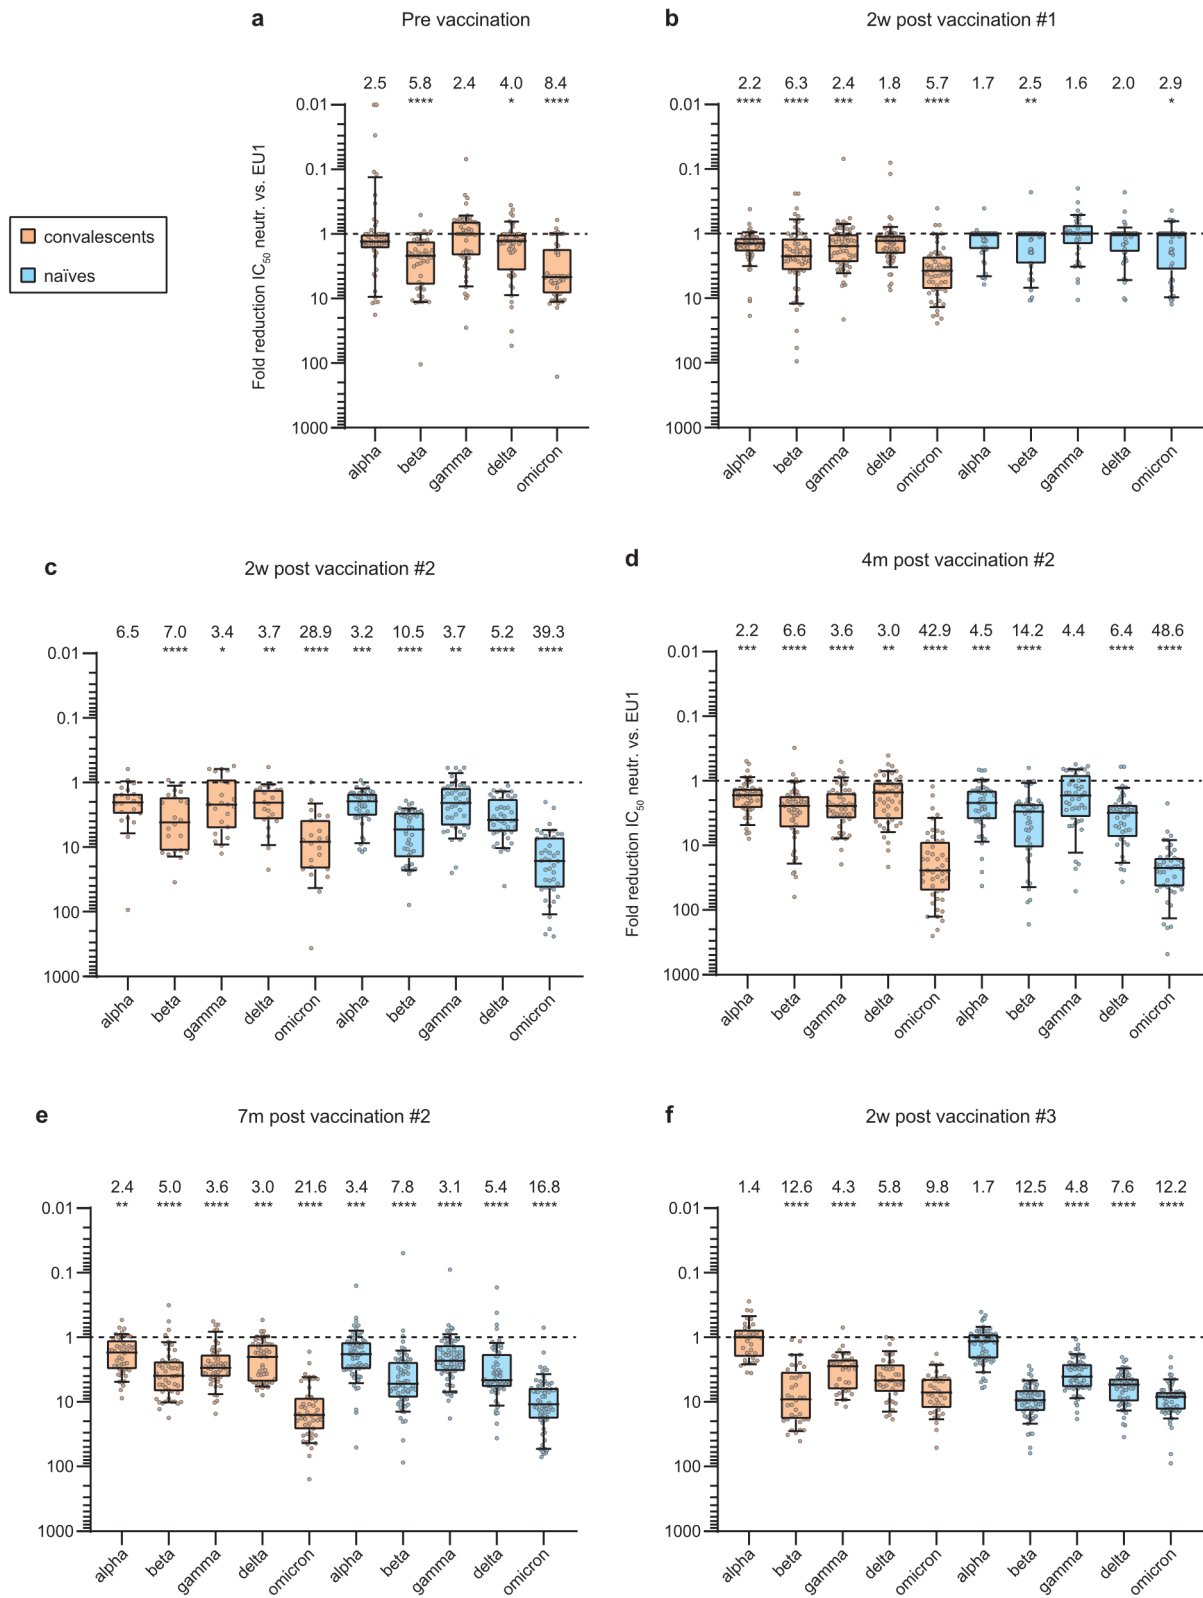 a Pre vaccination
2.5 5.8 2.4 4.0 8.4
**** * ****
Fold reduction IC50 neutr. vs. EU1
0.01
0.1
1
10
100
1000
alpha beta gamma delta omicron
convalescents
naïves
b 2w post vaccination #1
2.2 6.3 2.4 1.8 5.7 1.7 2.5 1.6 2.0 2.9
**** **** *** ** **** ** *
0.01
0.1
1
10
100
1000
alpha beta gamma delta omicron alpha beta gamma delta omicron
c 2w post vaccination #2
6.5 7.0 3.4 3.7 28.9 3.2 10.5 3.7 5.2 39.3
**** * ** **** *** **** ** **** ****
0.01
0.1
1
10
100
1000
alpha beta gamma delta omicron alpha beta gamma delta omicron
d 4m post vaccination #2
2.2 6.6 3.6 3.0 42.9 4.5 14.2 4.4 6.4 48.6
*** **** **** ** **** *** **** **** ****
Fold reduction IC50 neutr. vs. EU1
0.01
0.1
1
10
100
1000
alpha beta gamma delta omicron alpha beta gamma delta omicron
e 7m post vaccination #2
2.4 5.0 3.6 3.0 21.6 3.4 7.8 3.1 5.4 16.8
** **** **** *** **** *** **** **** **** ****
0.01
0.1
1
10
100
1000
alpha beta gamma delta omicron alpha beta gamma delta omicron
f 2w post vaccination #3
1.4 12.6 4.3 5.8 9.8 1.7 12.5 4.8 7.6 12.2
**** **** **** **** **** **** **** ****
0.01
0.1
1
10
100
1000
alpha beta gamma delta omicron alpha beta gamma delta omicron